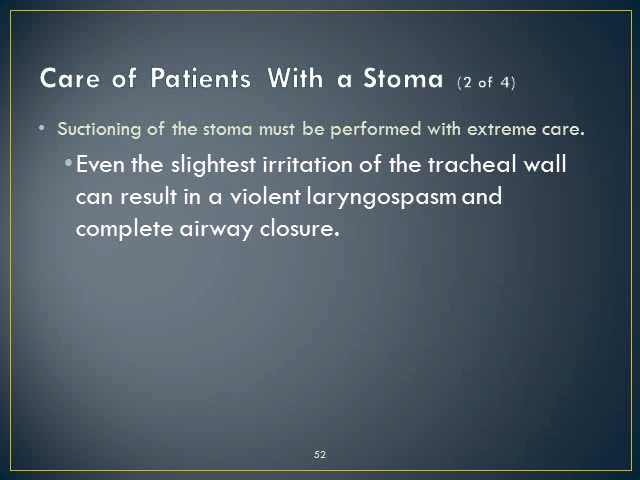 Care of Patients With a Stoma (2 of 4)
• Suctioning of the stoma must be performed with extreme care.
• Even the slightest irritation of the tracheal wall
can result in a violent laryngospasm and
complete airway closure.
52